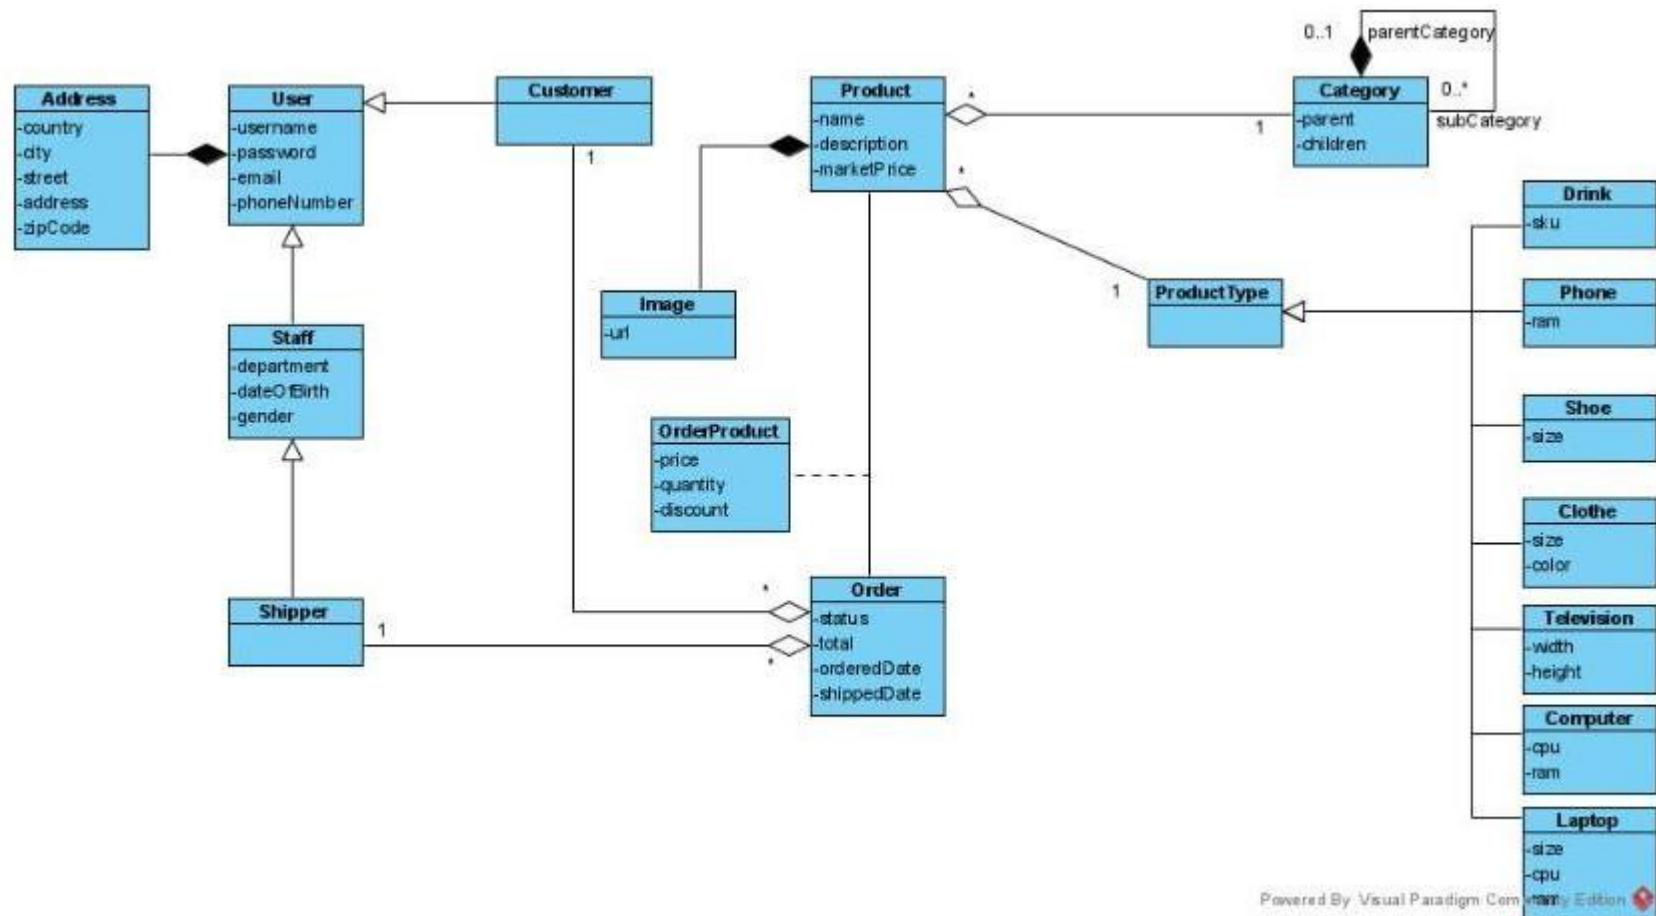 Address
-country
-city
-street
-address
-zipCode
User
-username
-password
-email
-phoneNumber
Customer
1
Product
-name
-description
-marketPrice
*
*
1
0..1
parentCategory
Category
-parent
-children
0..*
subCategory
Drink
-sku
1
ProductType
Phone
-ram
Image
-url
Staff
-department
-dateOfBirth
-gender
Shoe
-size
OrderProduct
-price
-quantity
-discount
Clothe
-size
-color
Shipper
1
*
*
Order
-status
-total
-orderedDate
-shippedDate
Television
-width
-height
Computer
-cpu
-ram
Laptop
-size
-cpu
-ram
Powered By Visual Paradigm Community Edition